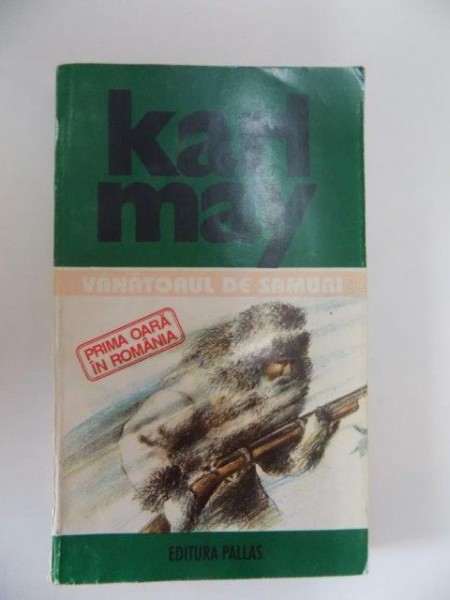 karl
may
VÂNĂTORUL DE SAMURI
PRIMA OARĂ
ÎN ROMÂNIA
EDITURA PALLAS